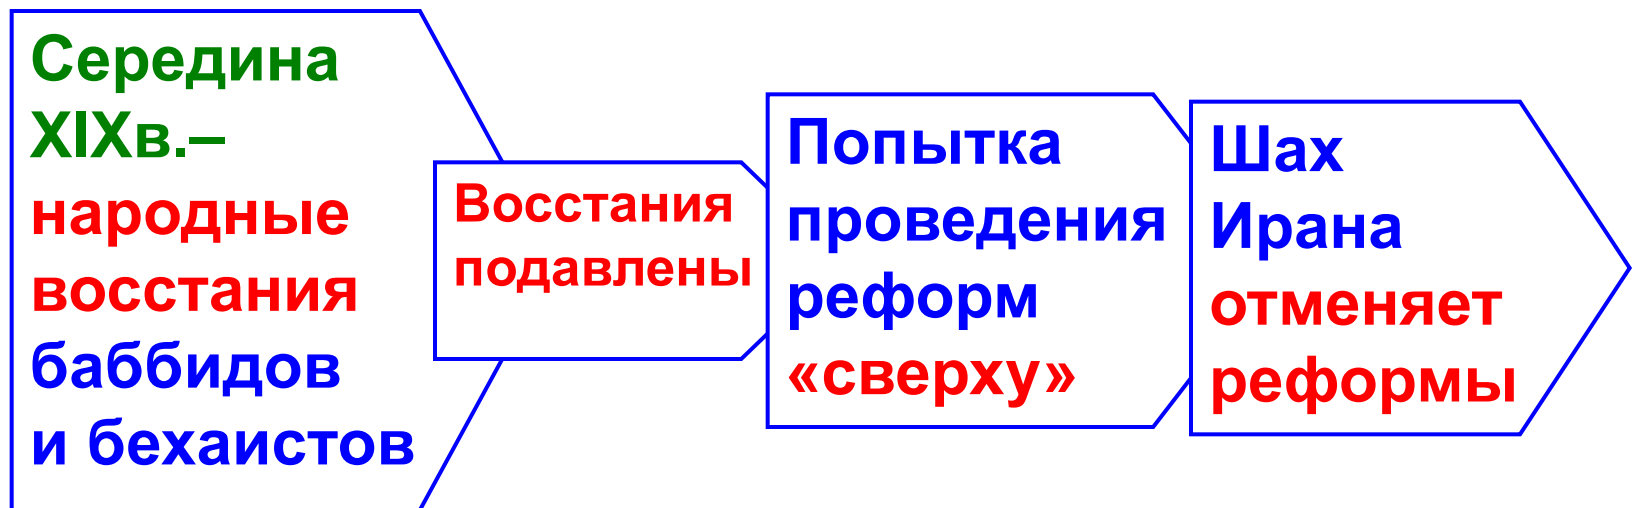 Середина
XIXв.–
народные
восстания
баббидов
и бехаистов
Восстания
подавлены
Попытка
проведения
реформ
«сверху»
Шах
Ирана
отменяет
реформы